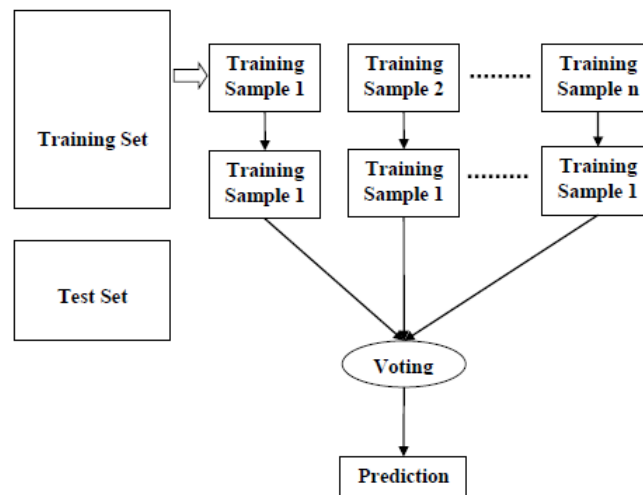 Training Set
Training
Sample 1
Training
Sample 2
.........
Training
Sample n
Training
Sample 1
Training
Sample 1
.........
Training
Sample 1
Test Set
Voting
Prediction